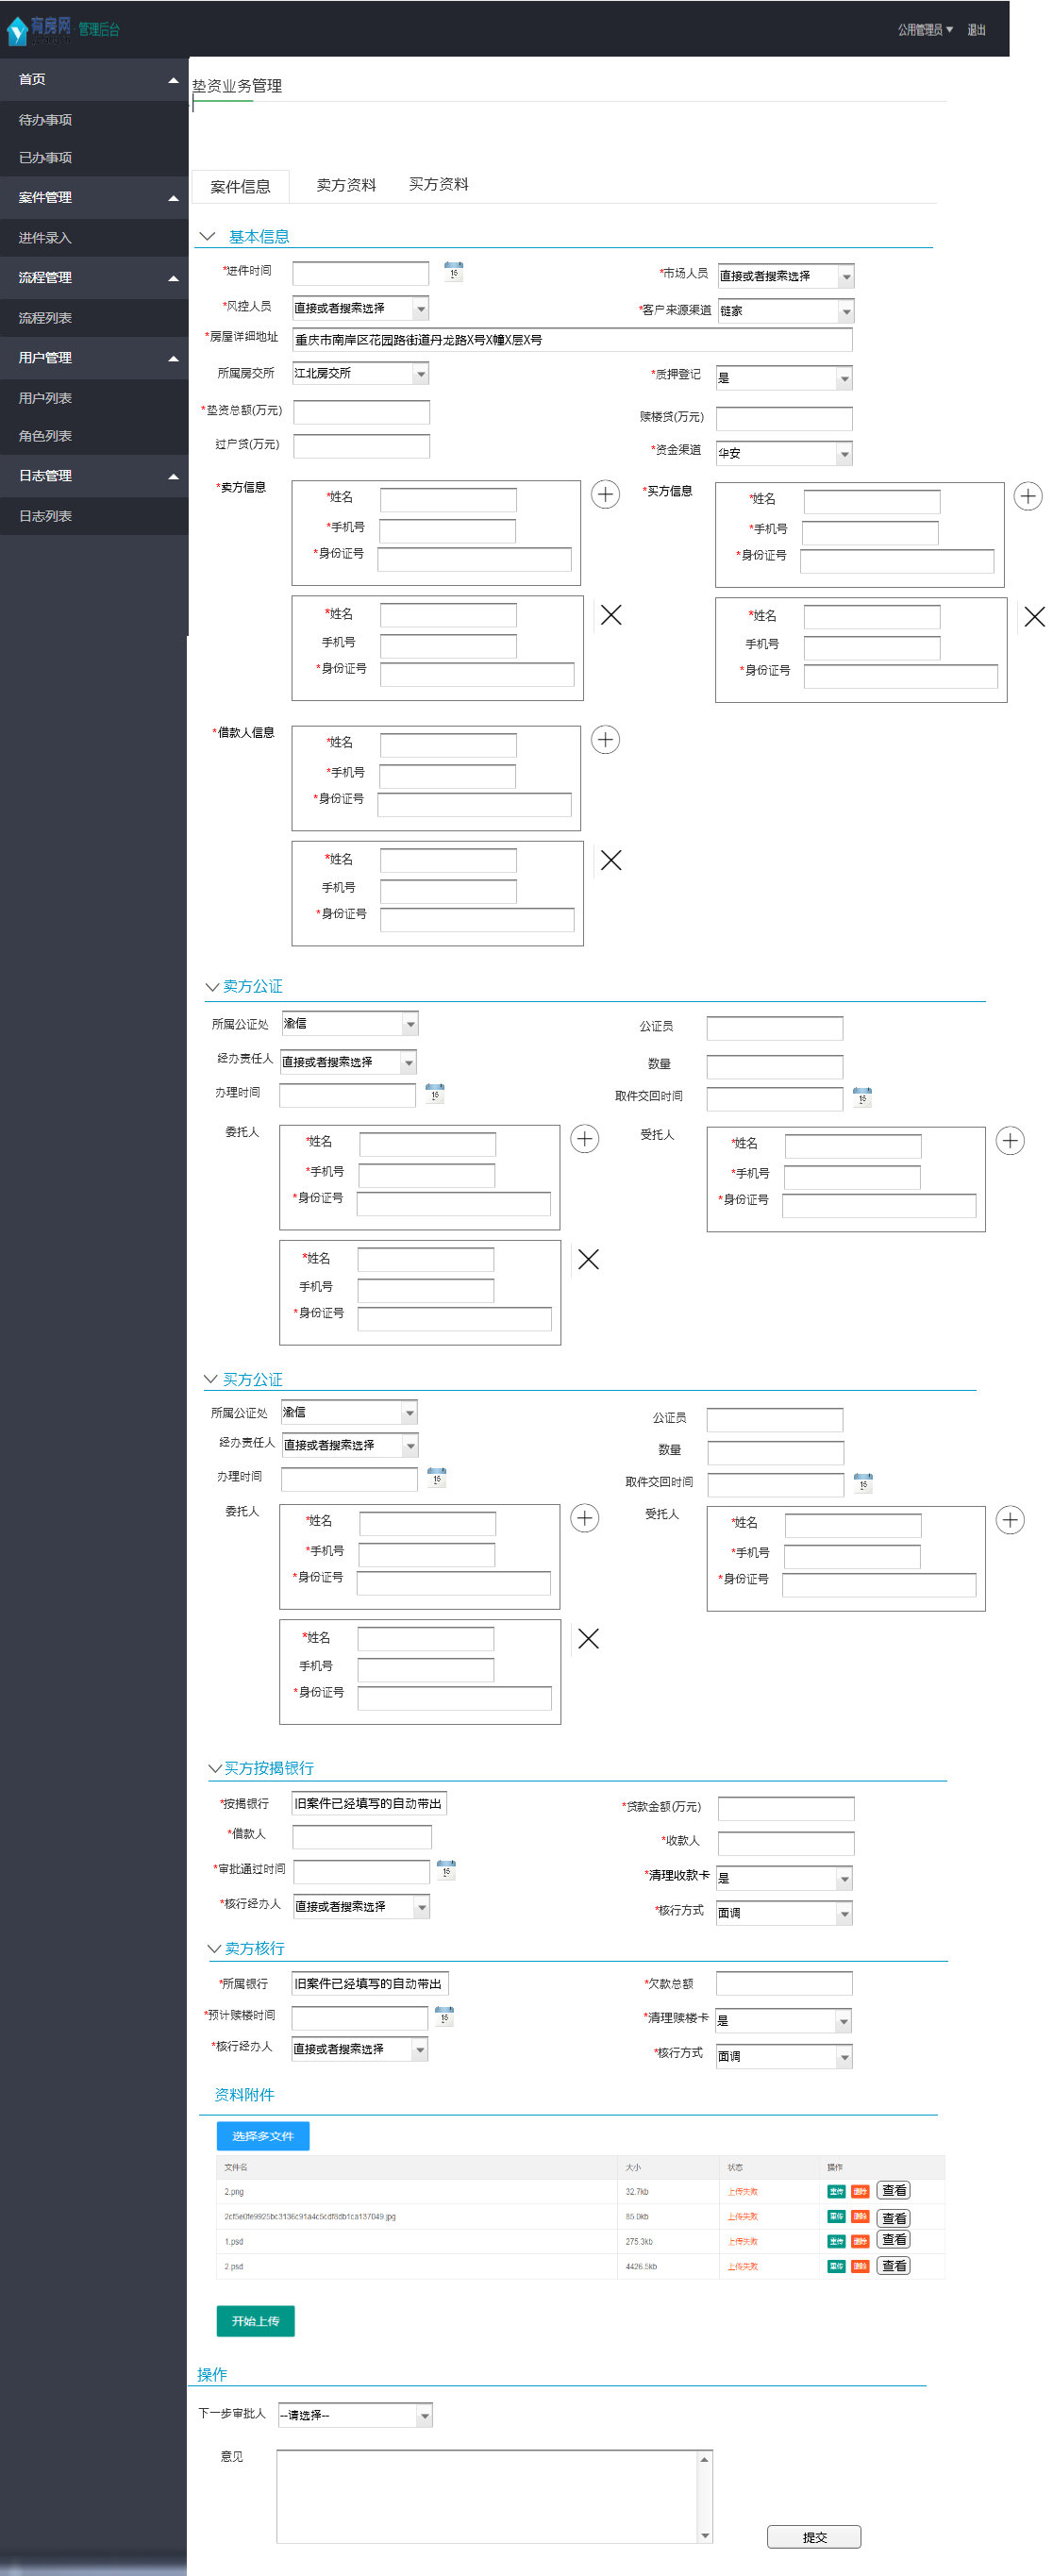 有房网 · 管理后台
公用管理员 退出
首页
待办事项
已办事项
案件管理
进件录入
流程管理
流程列表
用户管理
用户列表
角色列表
日志管理
日志列表
垫资业务管理
案件信息 卖方资料 买方资料
基本信息
*进件时间 *市场人员 直接或者搜索选择
*风控人员 直接或者搜索选择 *客户来源渠道 链家
*房屋详细地址 重庆市南岸区花园路街道丹龙路X号X幢X层X号
所属房交所 江北房交所 *质押登记 是
*垫资总额(万元) 赎楼贷(万元)
过户贷(万元) *资金渠道 华安
*卖方信息 *姓名 *买方信息 *姓名
*手机号 *手机号
*身份证号 *身份证号
*姓名 *姓名
手机号 手机号
*身份证号 *身份证号
*借款人信息 *姓名
*手机号
*身份证号
*姓名
手机号
*身份证号
卖方公证
所属公证处 渝信 公证员
经办责任人 直接或者搜索选择 数量
办理时间 取件交回时间
委托人 *姓名 受托人 *姓名
*手机号 *手机号
*身份证号 *身份证号
*姓名
手机号
*身份证号
买方公证
所属公证处 渝信 公证员
经办责任人 直接或者搜索选择 数量
办理时间 取件交回时间
委托人 *姓名 受托人 *姓名
*手机号 *手机号
*身份证号 *身份证号
*姓名
手机号
*身份证号
买方按揭银行
*按揭银行 旧案件已经填写的自动带出 *贷款金额(万元)
*借款人 *收款人
*审批通过时间 *清理收款卡 是
*核行经办人 直接或者搜索选择 *核行方式 面调
卖方核行
*所属银行 旧案件已经填写的自动带出 *欠款总额
*预计赎楼时间 *清理赎楼卡 是
*核行经办人 直接或者搜索选择 *核行方式 面调
资料附件
选择多文件
文件名 大小 状态 操作
2.png 32.7kb 上传失败 重传 删除 查看
85.0kb 上传失败 重传 删除 查看
1.psd 275.3kb 上传失败 重传 删除 查看
2.psd 4426.5kb 上传失败 重传 删除 查看
开始上传
操作
下一步审批人 --请选择--
意见
提交